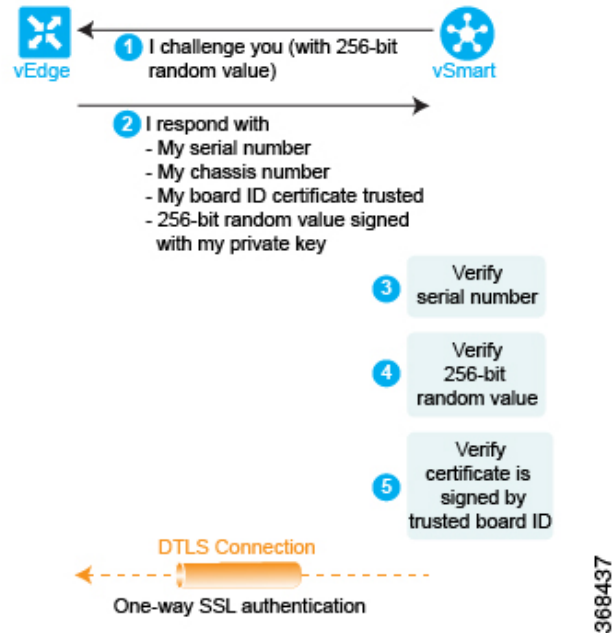 1 I challenge you (with 256-bit
random value)
vEdge
vSmart
2 I respond with
- My serial number
- My chassis number
- My board ID certificate trusted
- 256-bit random value signed
with my private key
3 Verify
serial number
4 Verify
256-bit
random value
5 Verify
certificate is
signed by
trusted board ID
DTLS Connection
One-way SSL authentication
368437